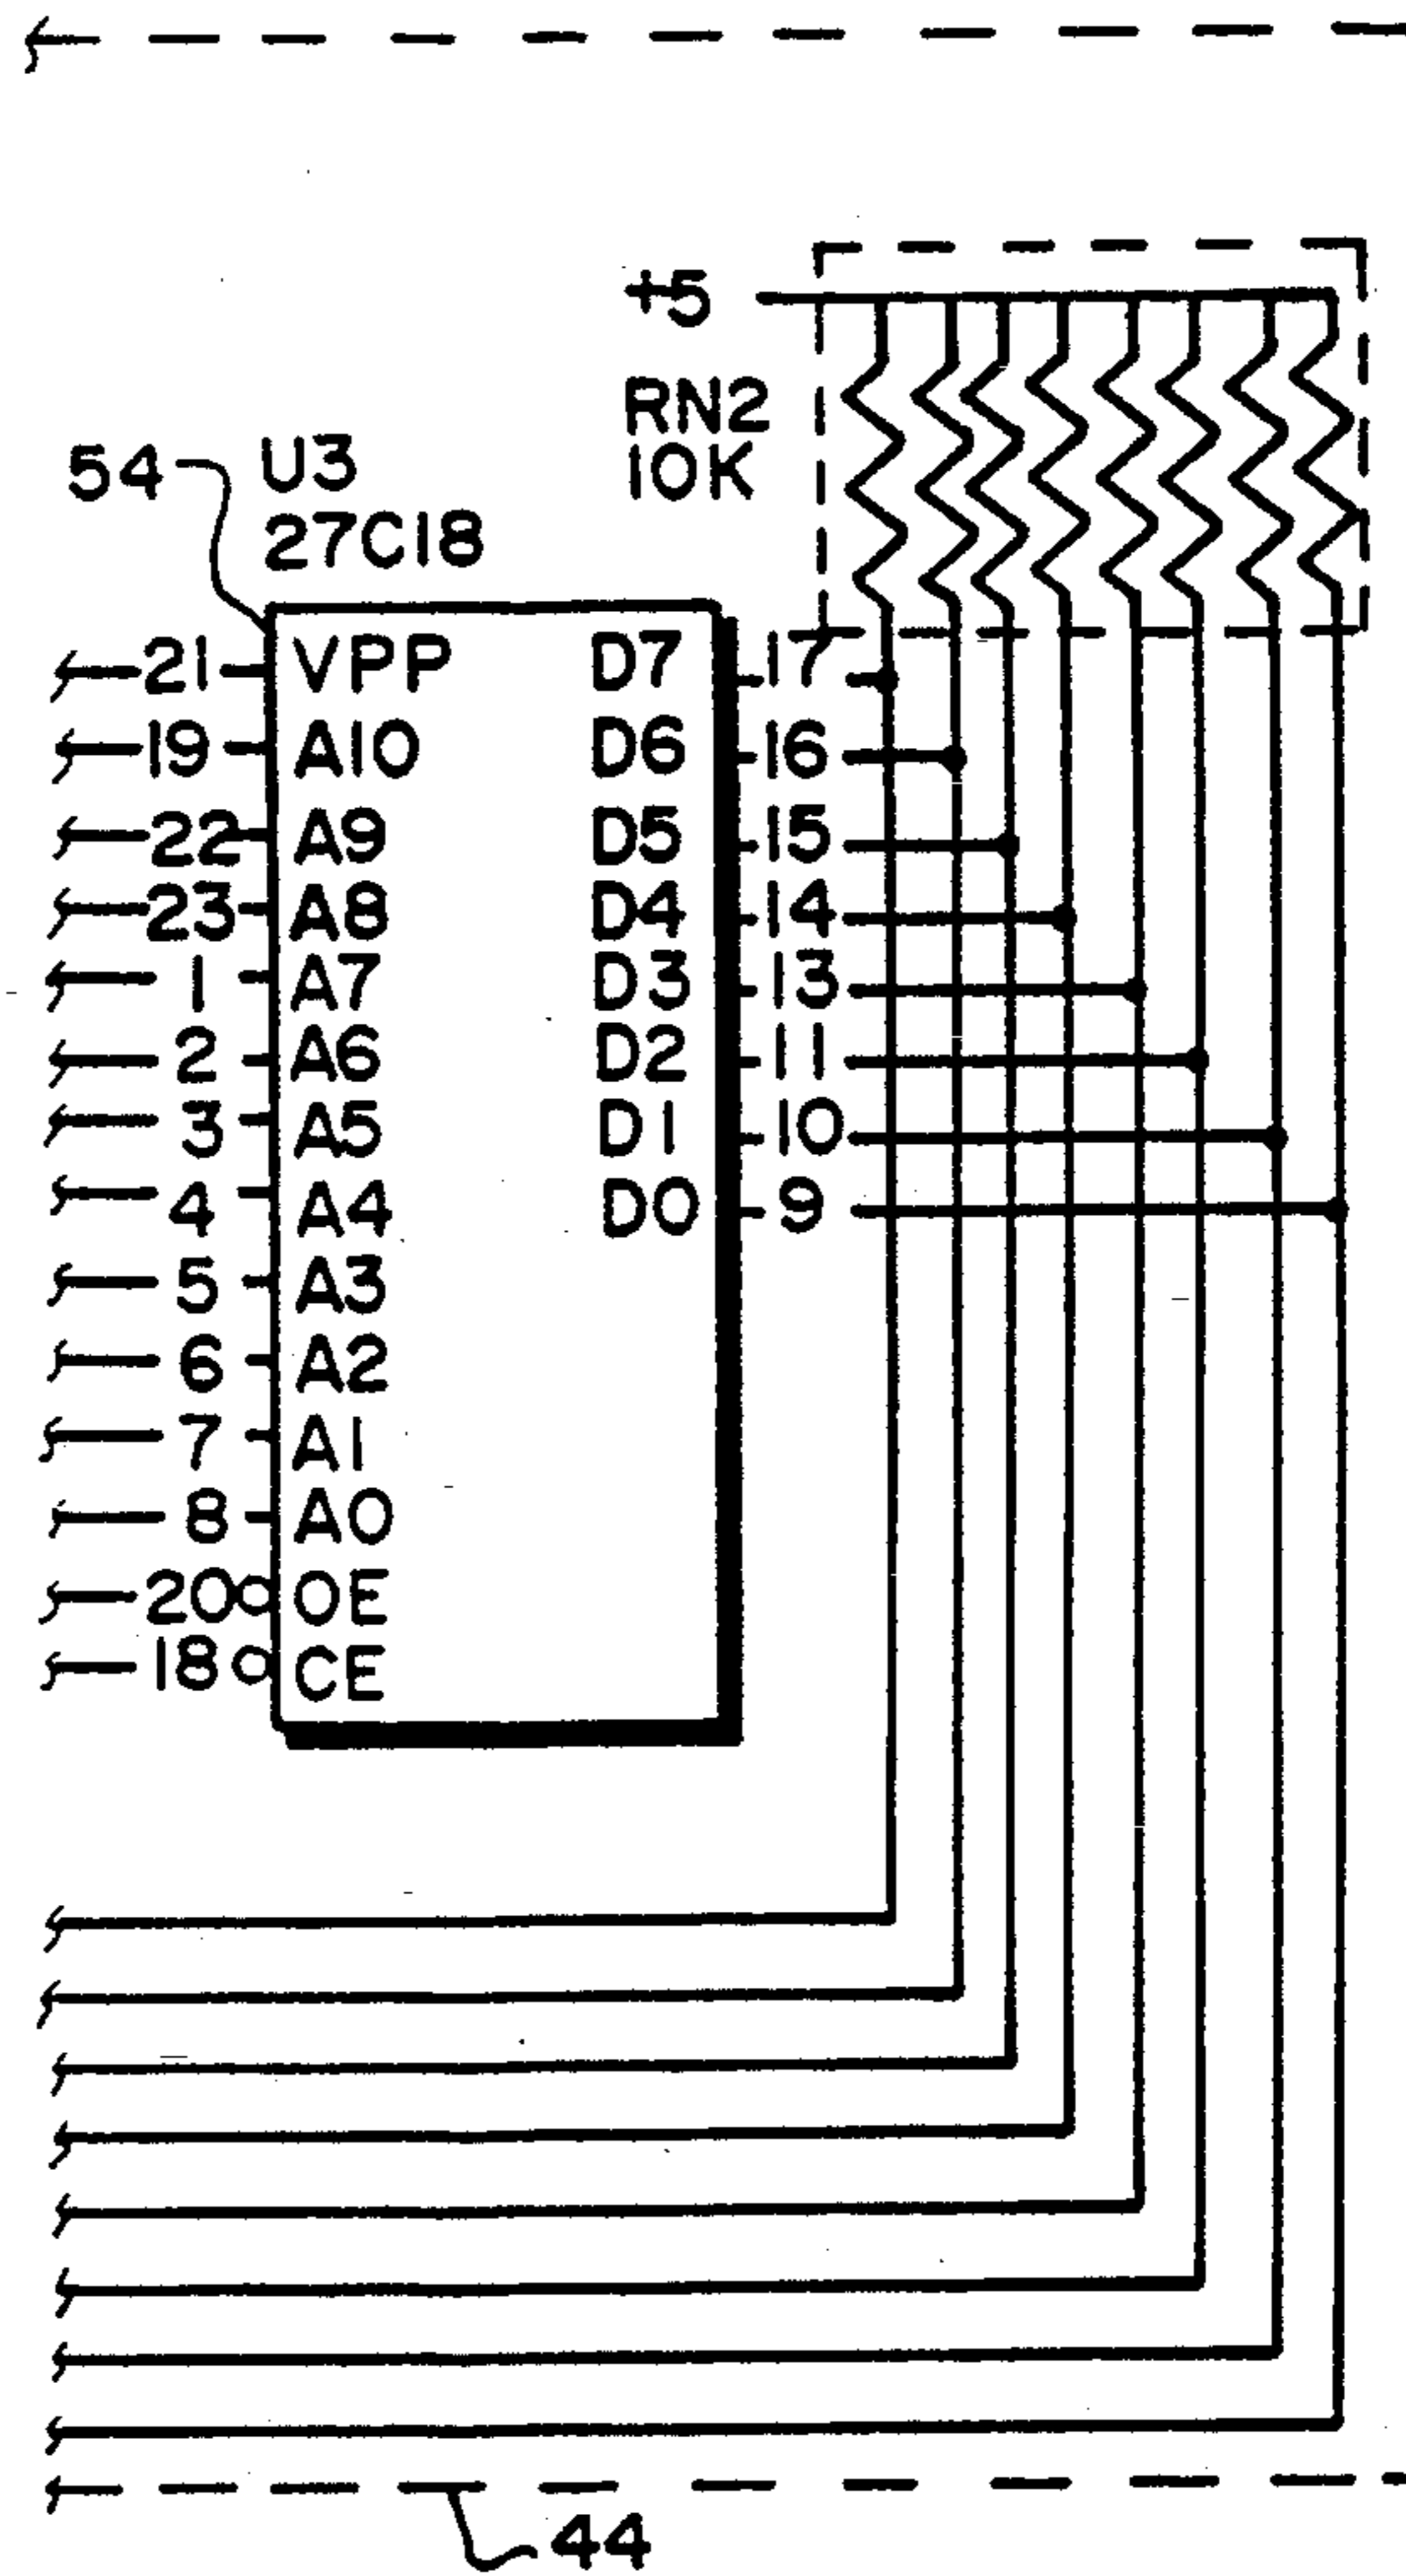 +5
RN2
10K
54
U3
27C18
21 VPP D7 17
19 A10 D6 16
22 A9 D5 15
23 A8 D4 14
1 A7 D3 13
2 A6 D2 11
3 A5 D1 10
4 A4 D0 9
5 A3
6 A2
7 A1
8 A0
20 OE
18 CE
44